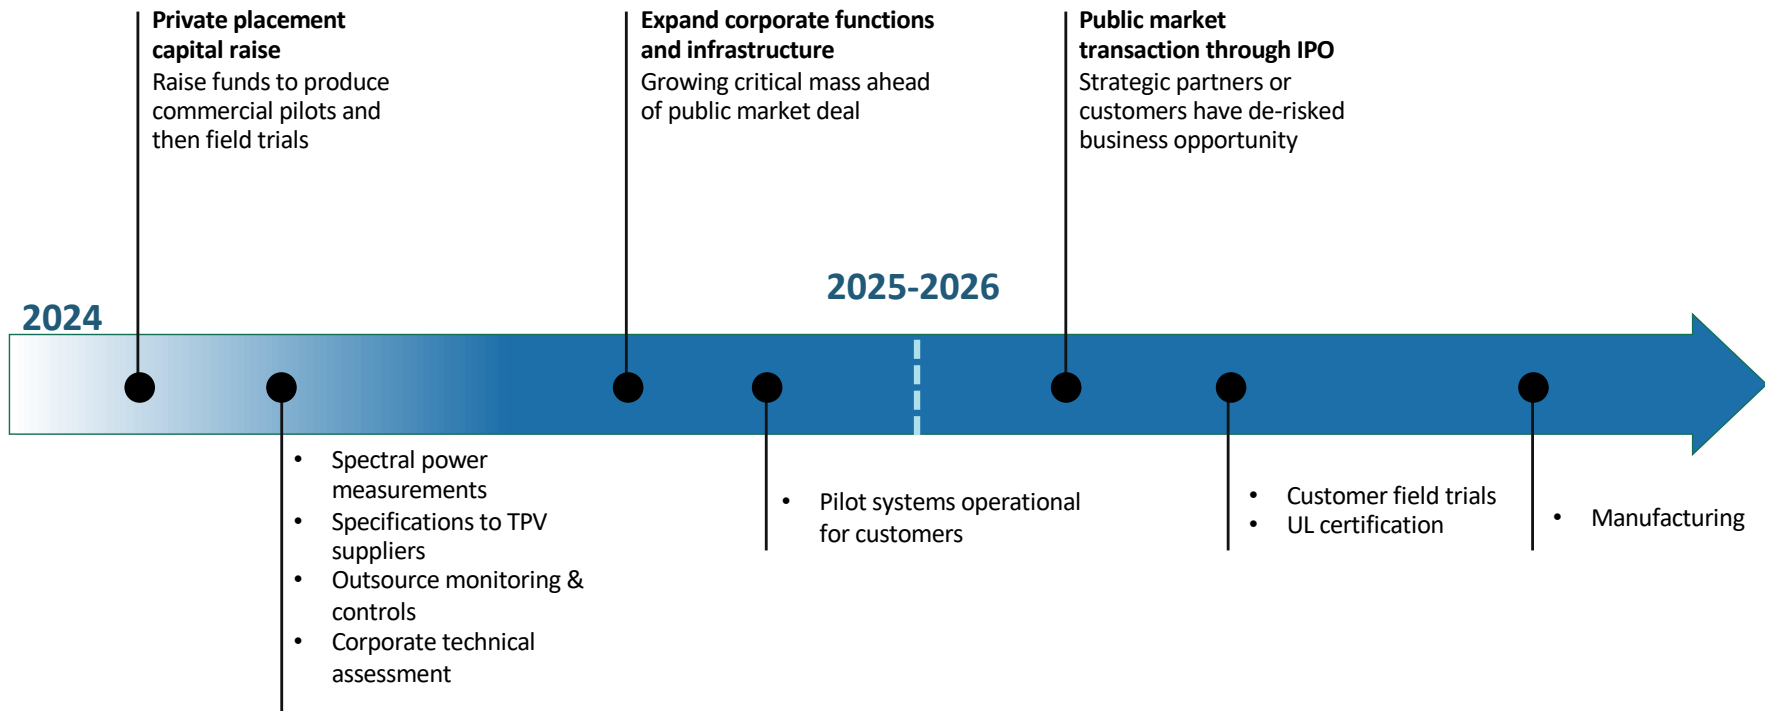 Private placement
capital raise
Raise funds to produce
commercial pilots and
then field trials
Expand corporate functions
and infrastructure
Growing critical mass ahead
of public market deal
Public market
transaction through IPO
Strategic partners or
customers have de-risked
business opportunity
2024
2025-2026
• Spectral power
measurements
• Specifications to TPV
suppliers
• Outsource monitoring &
controls
• Corporate technical
assessment
• Pilot systems operational
for customers
• Customer field trials
• UL certification
• Manufacturing